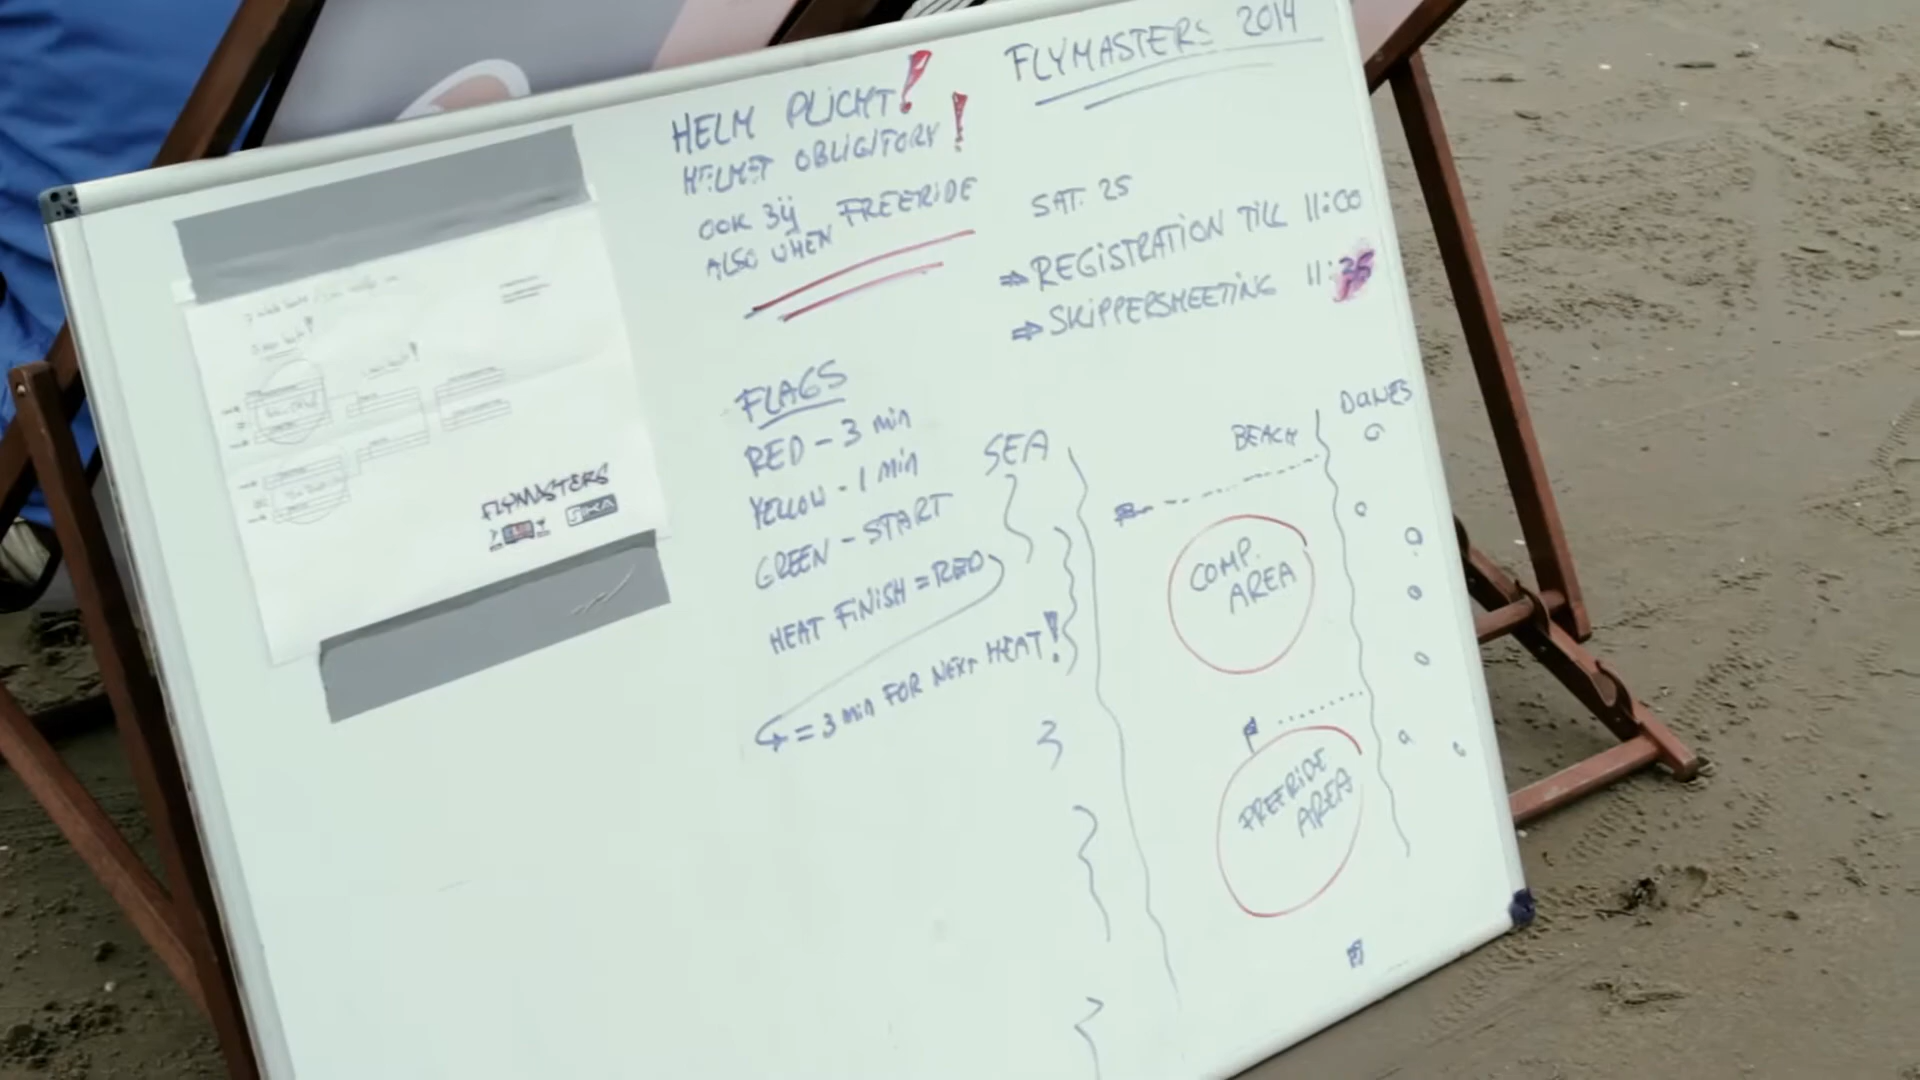 FLYMASTERS 2014
HELM PLICHT!
HELMET OBLIGITORY!
OOK BIJ FREERIDE
ALSO WHEN
SAT. 25
⇒ REGISTRATION TILL 11:00
⇒ SKIPPERSMEETING 11:35
FLAGS
RED - 3 min
YELLOW - 1 min
GREEN - START
HEAT FINISH = RED
= 3 min FOR NEXT HEAT!
SEA
BEACH
DUNES
COMP.
AREA
FREERIDE
AREA
FLYMASTERS